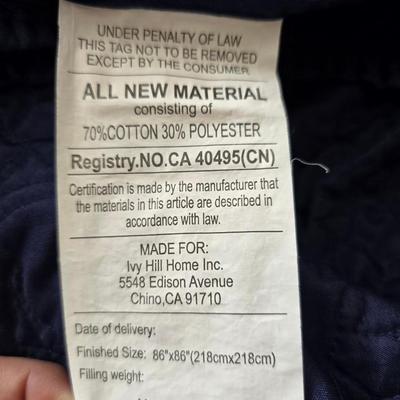 UNDER PENALTY OF LAW
THIS TAG NOT TO BE REMOVED
EXCEPT BY THE CONSUMER
ALL NEW MATERIAL
consisting of
70%COTTON 30% POLYESTER
Registry.NO.CA 40495(CN)
Certification is made by the manufacturer that
the materials in this article are described in
accordance with law.
MADE FOR:
Ivy Hill Home Inc.
5548 Edison Avenue
Chino,CA 91710
Date of delivery:
Finished Size: 86"x86"(218cmx218cm)
Filling weight: